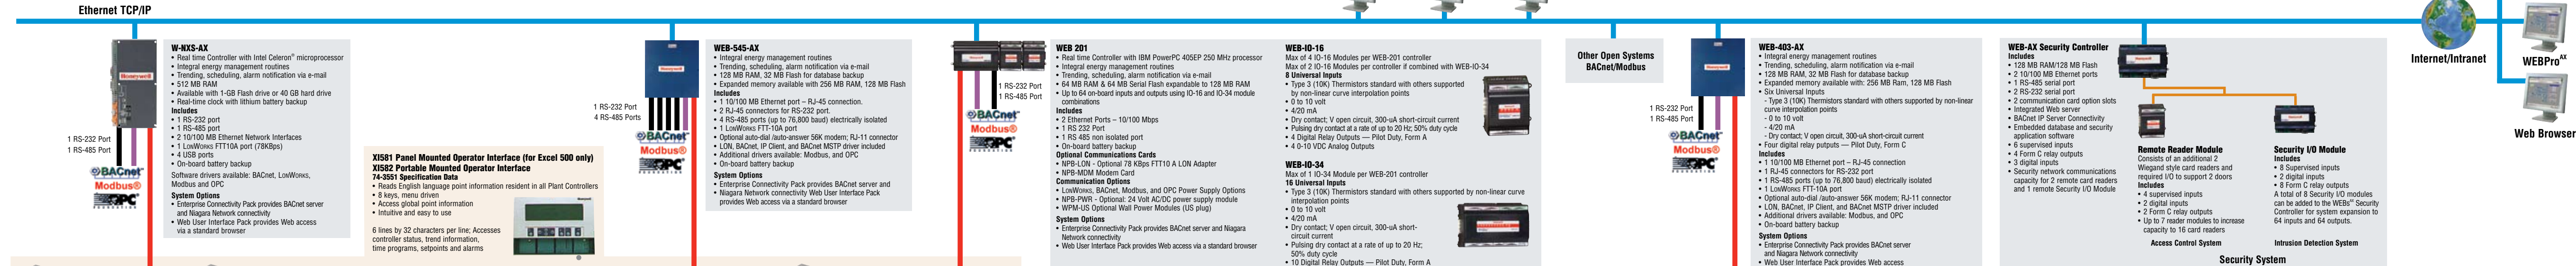 Ethernet TCP/IP
Honeywell
1 RS-232 Port
1 RS-485 Port
BACnet
Modbus®
OPC
FOUNDATION
W-NXS-AX
• Real time Controller with Intel Celeron® microprocessor
• Integral energy management routines
• Trending, scheduling, alarm notification via e-mail
• 512 MB RAM
• Available with 1-GB Flash drive or 40 GB hard drive
• Real-time clock with lithium battery backup
Includes
• 1 RS-232 port
• 1 RS-485 port
• 2 10/100 MB Ethernet Network Interfaces
• 1 LONWORKS FTT10A port (78KBps)
• 4 USB ports
• On-board battery backup
Software drivers available: BACnet, LONWORKS,
Modbus and OPC
System Options
• Enterprise Connectivity Pack provides BACnet server
and Niagara Network connectivity
• Web User Interface Pack provides Web access
via a standard browser
XI581 Panel Mounted Operator Interface (for Excel 500 only)
XI582 Portable Mounted Operator Interface
74-3551 Specification Data
• Reads English language point information resident in all Plant Controllers
• 8 keys, menu driven
• Access global point information
• Intuitive and easy to use
6 lines by 32 characters per line; Accesses
controller status, trend information,
time programs, setpoints and alarms
Honeywell
1 RS-232 Port
4 RS-485 Ports
BACnet
Modbus®
OPC
FOUNDATION
WEB-545-AX
• Integral energy management routines
• Trending, scheduling, alarm notification via e-mail
• 128 MB RAM, 32 MB Flash for database backup
• Expanded memory available with 256 MB RAM, 128 MB Flash
Includes
• 1 10/100 MB Ethernet port – RJ-45 connection.
• 2 RJ-45 connectors for RS-232 port.
• 4 RS-485 ports (up to 76,800 baud) electrically isolated
• 1 LONWORKS FTT-10A port
• Optional auto-dial /auto-answer 56K modem; RJ-11 connector
• LON, BACnet, IP Client, and BACnet MSTP driver included
• Additional drivers available: Modbus, and OPC
• On-board battery backup
System Options
• Enterprise Connectivity Pack provides BACnet server and
• Niagara Network connectivity Web User Interface Pack
provides Web access via a standard browser
1 RS-232 Port
1 RS-485 Port
BACnet
Modbus®
OPC
FOUNDATION
WEB 201
• Real time Controller with IBM PowerPC 405EP 250 MHz processor
• Integral energy management routines
• Trending, scheduling, alarm notification via e-mail
• 64 MB RAM & 64 MB Serial Flash expandable to 128 MB RAM
• Up to 64 on-board inputs and outputs using IO-16 and IO-34 module
combinations
Includes
• 2 Ethernet Ports – 10/100 Mbps
• 1 RS 232 Port
• 1 RS 485 non isolated port
• On-board battery backup
Optional Communications Cards
• NPB-LON - Optional 78 KBps FTT10 A LON Adapter
• NPB-MDM Modem Card
Communication Options
• LONWORKS, BACnet, Modbus, and OPC Power Supply Options
• NPB-PWR - Optional: 24 Volt AC/DC power supply module
• WPM-US Optional Wall Power Modules (US plug)
System Options
• Enterprise Connectivity Pack provides BACnet server and Niagara
Network connectivity
• Web User Interface Pack provides Web access via a standard browser
WEB-IO-16
Max of 4 IO-16 Modules per WEB-201 controller
Max of 2 IO-16 Modules per controller if combined with WEB-IO-34
8 Universal Inputs
• Type 3 (10K) Thermistors standard with others supported
by non-linear curve interpolation points
• 0 to 10 volt
• 4/20 mA
• Dry contact; V open circuit, 300-uA short-circuit current
• Pulsing dry contact at a rate of up to 20 Hz; 50% duty cycle
• 4 Digital Relay Outputs — Pilot Duty, Form A
• 4 0-10 VDC Analog Outputs
WEB-IO-34
Max of 1 IO-34 Module per WEB-201 controller
16 Universal Inputs
• Type 3 (10K) Thermistors standard with others supported by non-linear curve
interpolation points
• 0 to 10 volt
• 4/20 mA
• Dry contact; V open circuit, 300-uA short-
circuit current
• Pulsing dry contact at a rate of up to 20 Hz;
50% duty cycle
• 10 Digital Relay Outputs — Pilot Duty, Form A
Other Open Systems
BACnet/Modbus
1 RS-232 Port
1 RS-485 Port
BACnet
Modbus®
OPC
FOUNDATION
WEB-403-AX
• Integral energy management routines
• Trending, scheduling, alarm notification via e-mail
• 128 MB RAM, 32 MB Flash for database backup
• Expanded memory available with: 256 MB Ram, 128 MB Flash
• Six Universal Inputs
- Type 3 (10K) Thermistors standard with others supported by non-linear
curve interpolation points
- 0 to 10 volt
- 4/20 mA
- Dry contact; V open circuit, 300-uA short-circuit current
• Four digital relay putputs — Pilot Duty, Form C
Includes
• 1 10/100 MB Ethernet port – RJ-45 connection
• 1 RJ-45 connectors for RS-232 port
• 1 RS-485 ports (up to 76,800 baud) electrically isolated
• 1 LONWORKS FTT-10A port
• Optional auto-dial /auto-answer 56K modem; RJ-11 connector
• LON, BACnet, IP Client, and BACnet MSTP driver included
• Additional drivers available: Modbus, and OPC
• On-board battery backup
System Options
• Enterprise Connectivity Pack provides BACnet server
and Niagara Network connectivity
• Web User Interface Pack provides Web access
WEB-AX Security Controller
Includes
• 128 MB RAM/128 MB Flash
• 2 10/100 MB Ethernet ports
• 1 RS-485 serial port
• 2 RS-232 serial port
• 2 communication card option slots
• Integrated Web server
• BACnet IP Server Connectivity
• Embedded database and security
application software
• 6 supervised inputs
• 4 Form C relay outputs
• 3 digital inputs
• Security network communications
capacity for 2 remote card readers
and 1 remote Security I/O Module
Remote Reader Module
Consists of an additional 2
Wiegand style card readers and
required I/O to support 2 doors
Includes
• 4 supervised inputs
• 2 digital inputs
• 2 Form C relay outputs
• Up to 7 reader modules to increase
capacity to 16 card readers
Access Control System
Security I/O Module
Includes
• 8 Supervised inputs
• 2 digital inputs
• 8 Form C relay outputs
A total of 8 Security I/O modules
can be added to the WEBsAX Security
Controller for system expansion to
64 inputs and 64 outputs.
Intrusion Detection System
Security System
Internet/Intranet
WEBProAX
Web Browser